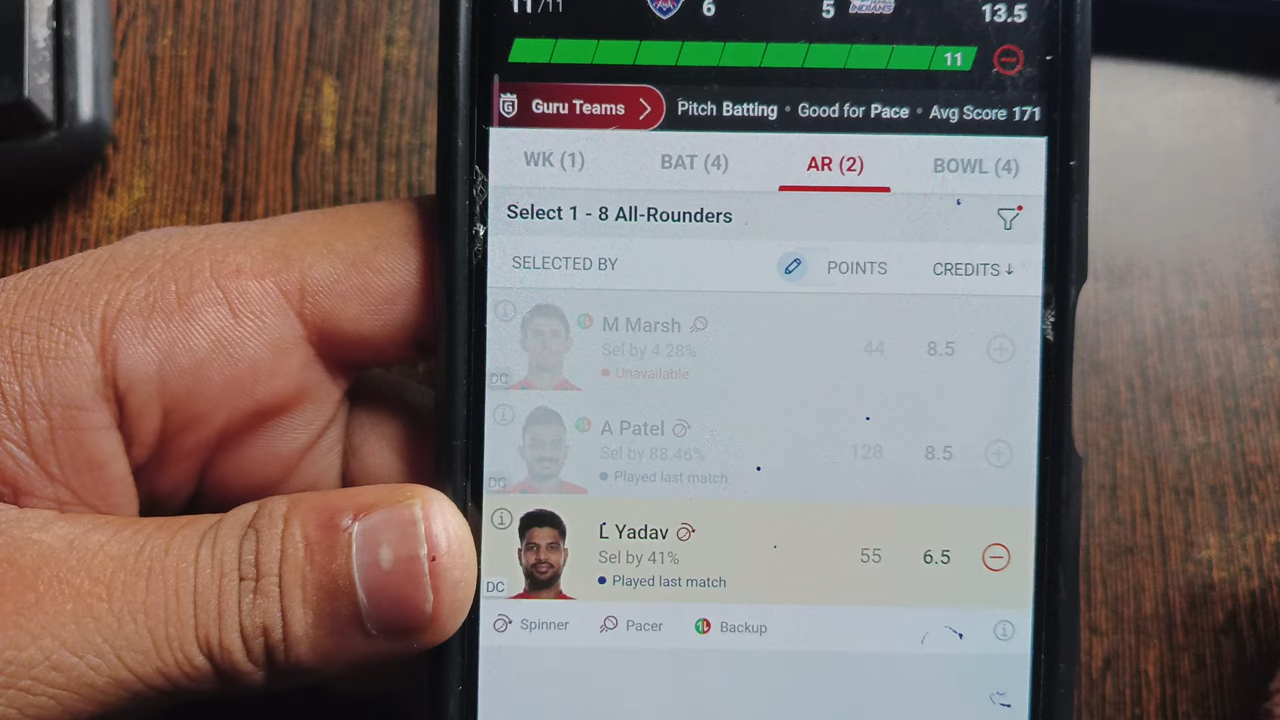 11/11
6
5
INDIANS
13.5
11
Guru Teams
Pitch Batting • Good for Pace • Avg Score 171
WK (1)
BAT (4)
AR (2)
BOWL (4)
Select 1 - 8 All-Rounders
SELECTED BY
POINTS
CREDITS ↓
M Marsh
Sel by 4.28%
Unavailable
DC
44
8.5
A Patel
Sel by 88.46%
Played last match
DC
128
8.5
L Yadav
Sel by 41%
Played last match
DC
55
6.5
Spinner
Pacer
Backup